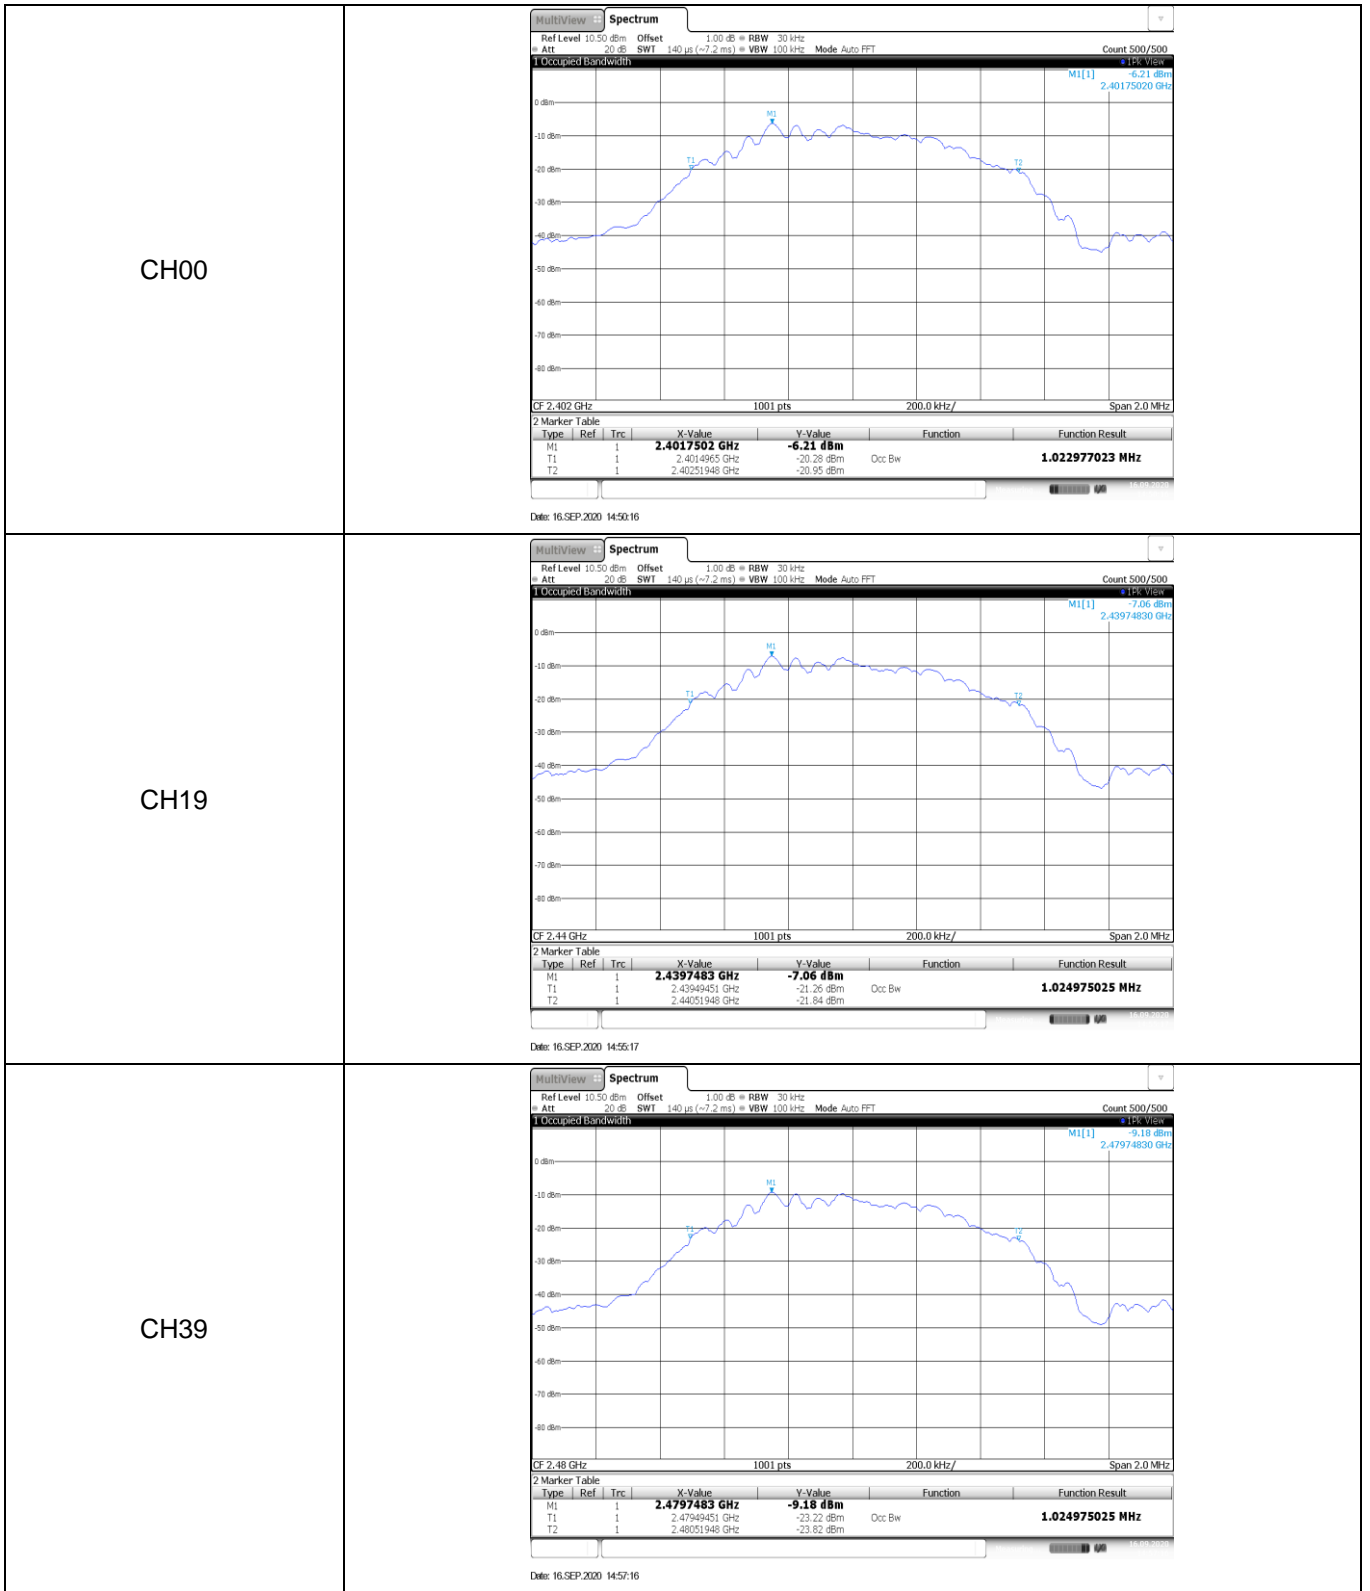 CH00
MultiView Spectrum
Ref Level 10.50 dBm Offset 1.00 dB RBW 30 kHz
Att 20 dB SWT 140 µs (~7.2 ms) VBW 100 kHz Mode Auto FFT Count 500/500
1 Occupied Bandwidth 1Pk View
M1[1] -6.21 dBm
2.40175020 GHz
0 dBm
M1
-10 dBm
T1
T2
-20 dBm
-30 dBm
-40 dBm
-50 dBm
-60 dBm
-70 dBm
-80 dBm
CF 2.402 GHz 1001 pts 200.0 kHz/ Span 2.0 MHz
2 Marker Table
Type Ref Trc X-Value Y-Value Function Function Result
M1 1 2.4017502 GHz -6.21 dBm
T1 1 2.4014965 GHz -20.28 dBm Occ Bw 1.022977023 MHz
T2 1 2.40251948 GHz -20.95 dBm
16.09.2020
Date: 16.SEP.2020 14:50:16
CH19
MultiView Spectrum
Ref Level 10.50 dBm Offset 1.00 dB RBW 30 kHz
Att 20 dB SWT 140 µs (~7.2 ms) VBW 100 kHz Mode Auto FFT Count 500/500
1 Occupied Bandwidth 1Pk View
M1[1] -7.06 dBm
2.43974830 GHz
0 dBm
M1
-10 dBm
T1
T2
-20 dBm
-30 dBm
-40 dBm
-50 dBm
-60 dBm
-70 dBm
-80 dBm
CF 2.44 GHz 1001 pts 200.0 kHz/ Span 2.0 MHz
2 Marker Table
Type Ref Trc X-Value Y-Value Function Function Result
M1 1 2.4397483 GHz -7.06 dBm
T1 1 2.43949451 GHz -21.26 dBm Occ Bw 1.024975025 MHz
T2 1 2.44051948 GHz -21.84 dBm
16.09.2020
Date: 16.SEP.2020 14:55:17
CH39
MultiView Spectrum
Ref Level 10.50 dBm Offset 1.00 dB RBW 30 kHz
Att 20 dB SWT 140 µs (~7.2 ms) VBW 100 kHz Mode Auto FFT Count 500/500
1 Occupied Bandwidth 1Pk View
M1[1] -9.18 dBm
2.47974830 GHz
0 dBm
M1
-10 dBm
T1
T2
-20 dBm
-30 dBm
-40 dBm
-50 dBm
-60 dBm
-70 dBm
-80 dBm
CF 2.48 GHz 1001 pts 200.0 kHz/ Span 2.0 MHz
2 Marker Table
Type Ref Trc X-Value Y-Value Function Function Result
M1 1 2.4797483 GHz -9.18 dBm
T1 1 2.47949451 GHz -23.22 dBm Occ Bw 1.024975025 MHz
T2 1 2.48051948 GHz -23.82 dBm
16.09.2020
Date: 16.SEP.2020 14:57:16